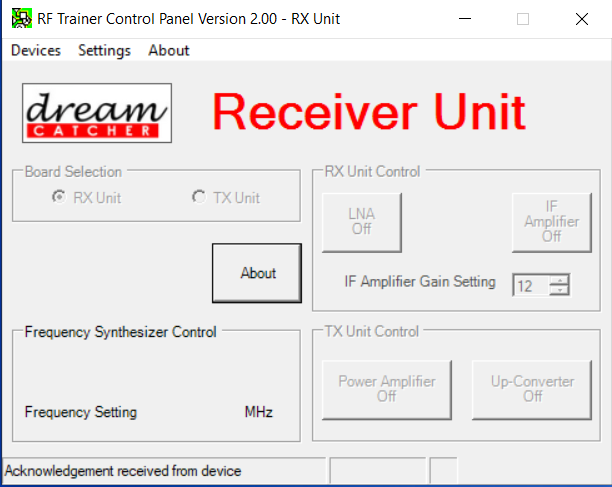 RF Trainer Control Panel Version 2.00 - RX Unit
Devices Settings About
dream
CATCHER
Receiver Unit
Board Selection
RX Unit TX Unit
About
RX Unit Control
LNA
Off
IF
Amplifier
Off
IF Amplifier Gain Setting 12
Frequency Synthesizer Control
Frequency Setting MHz
TX Unit Control
Power Amplifier
Off
Up-Converter
Off
Acknowledgement received from device